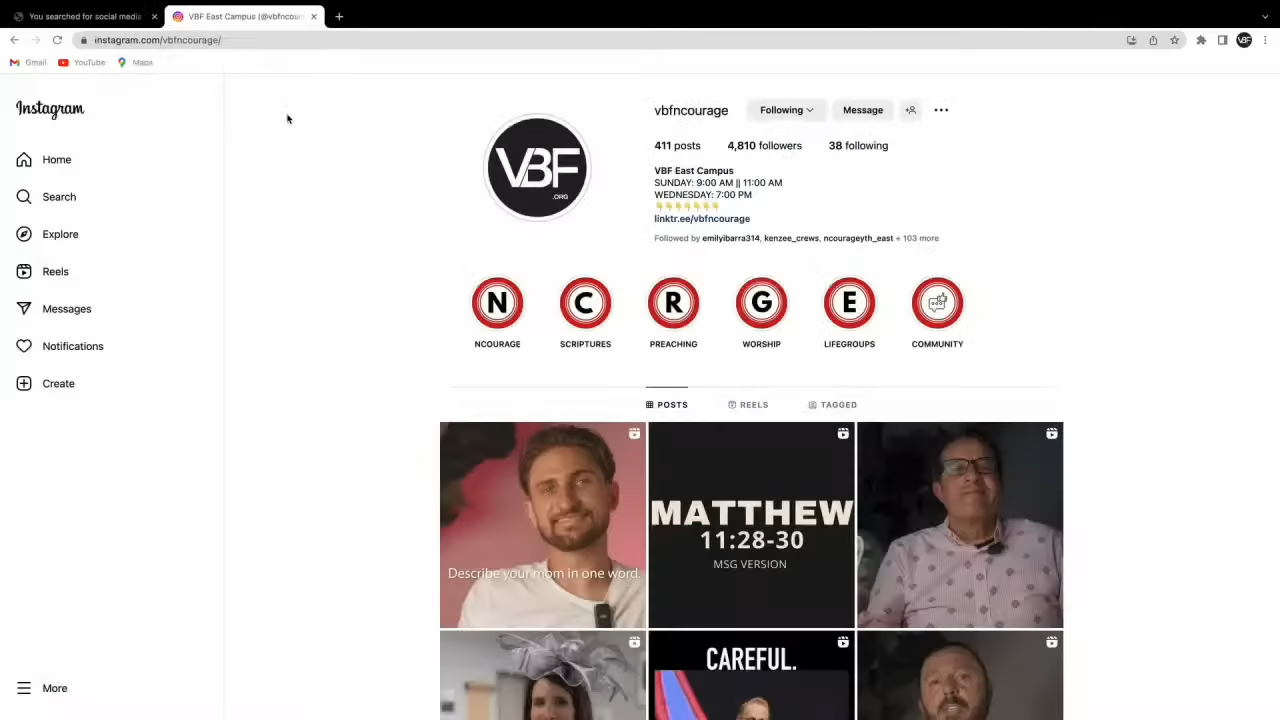 You searched for social media
VBF East Campus (@vbfncourag
instagram.com/vbfncourage/
VBF
Gmail
YouTube
Maps
Instagram
Home
Search
Explore
Reels
Messages
Notifications
Create
More
VBF
.ORG
vbfncourage
Following
Message
411 posts
4,810 followers
38 following
VBF East Campus
SUNDAY: 9:00 AM || 11:00 AM
WEDNESDAY: 7:00 PM
👇👇👇👇👇👇👇
linktr.ee/vbfncourage
Followed by emilyibarra314, kenzee_crews, ncourageyth_east + 103 more
N
C
R
G
E
NCOURAGE
SCRIPTURES
PREACHING
WORSHIP
LIFEGROUPS
COMMUNITY
POSTS
REELS
TAGGED
Describe your mom in one word.
MATTHEW
11:28-30
MSG VERSION
CAREFUL.